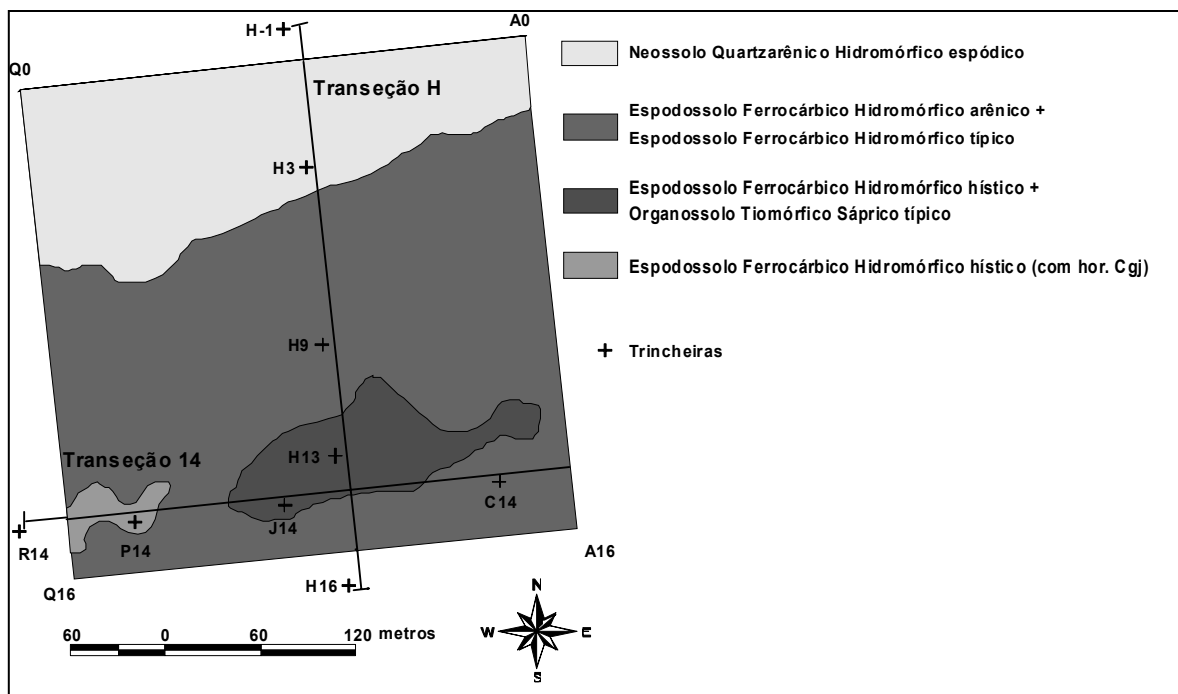 H-1
A0
Q0
Transeção H
H3
H9
H13
Transeção 14
C14
J14
R14
P14
A16
Q16
H16
60 0 60 120 metros
N
W E
S
Neossolo Quartzarênico Hidromórfico espódico
Espodossolo Ferrocárbico Hidromórfico arênico +
Espodossolo Ferrocárbico Hidromórfico típico
Espodossolo Ferrocárbico Hidromórfico hístico +
Organossolo Tiomórfico Sáprico típico
Espodossolo Ferrocárbico Hidromórfico hístico (com hor. Cgj)
Trincheiras